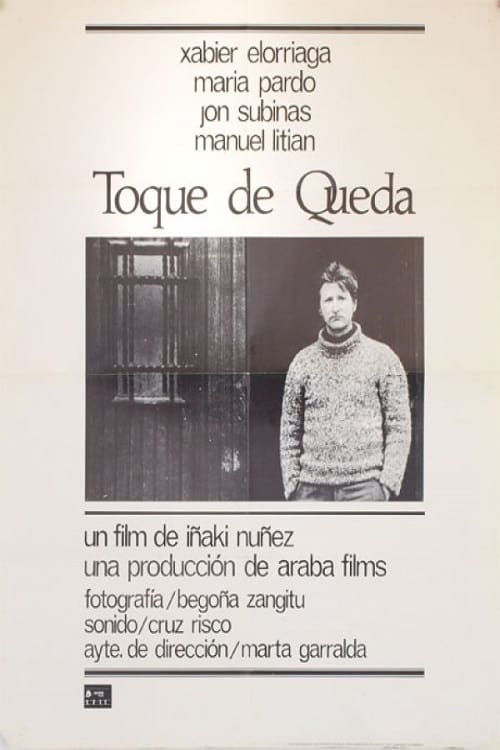 xabier elorriaga
maria pardo
jon subinas
manuel litian
Toque de Queda
un film de iñaki nuñez
una producción de araba films
fotografía/begoña zangitu
sonido/cruz risco
ayte. de dirección/marta garralda